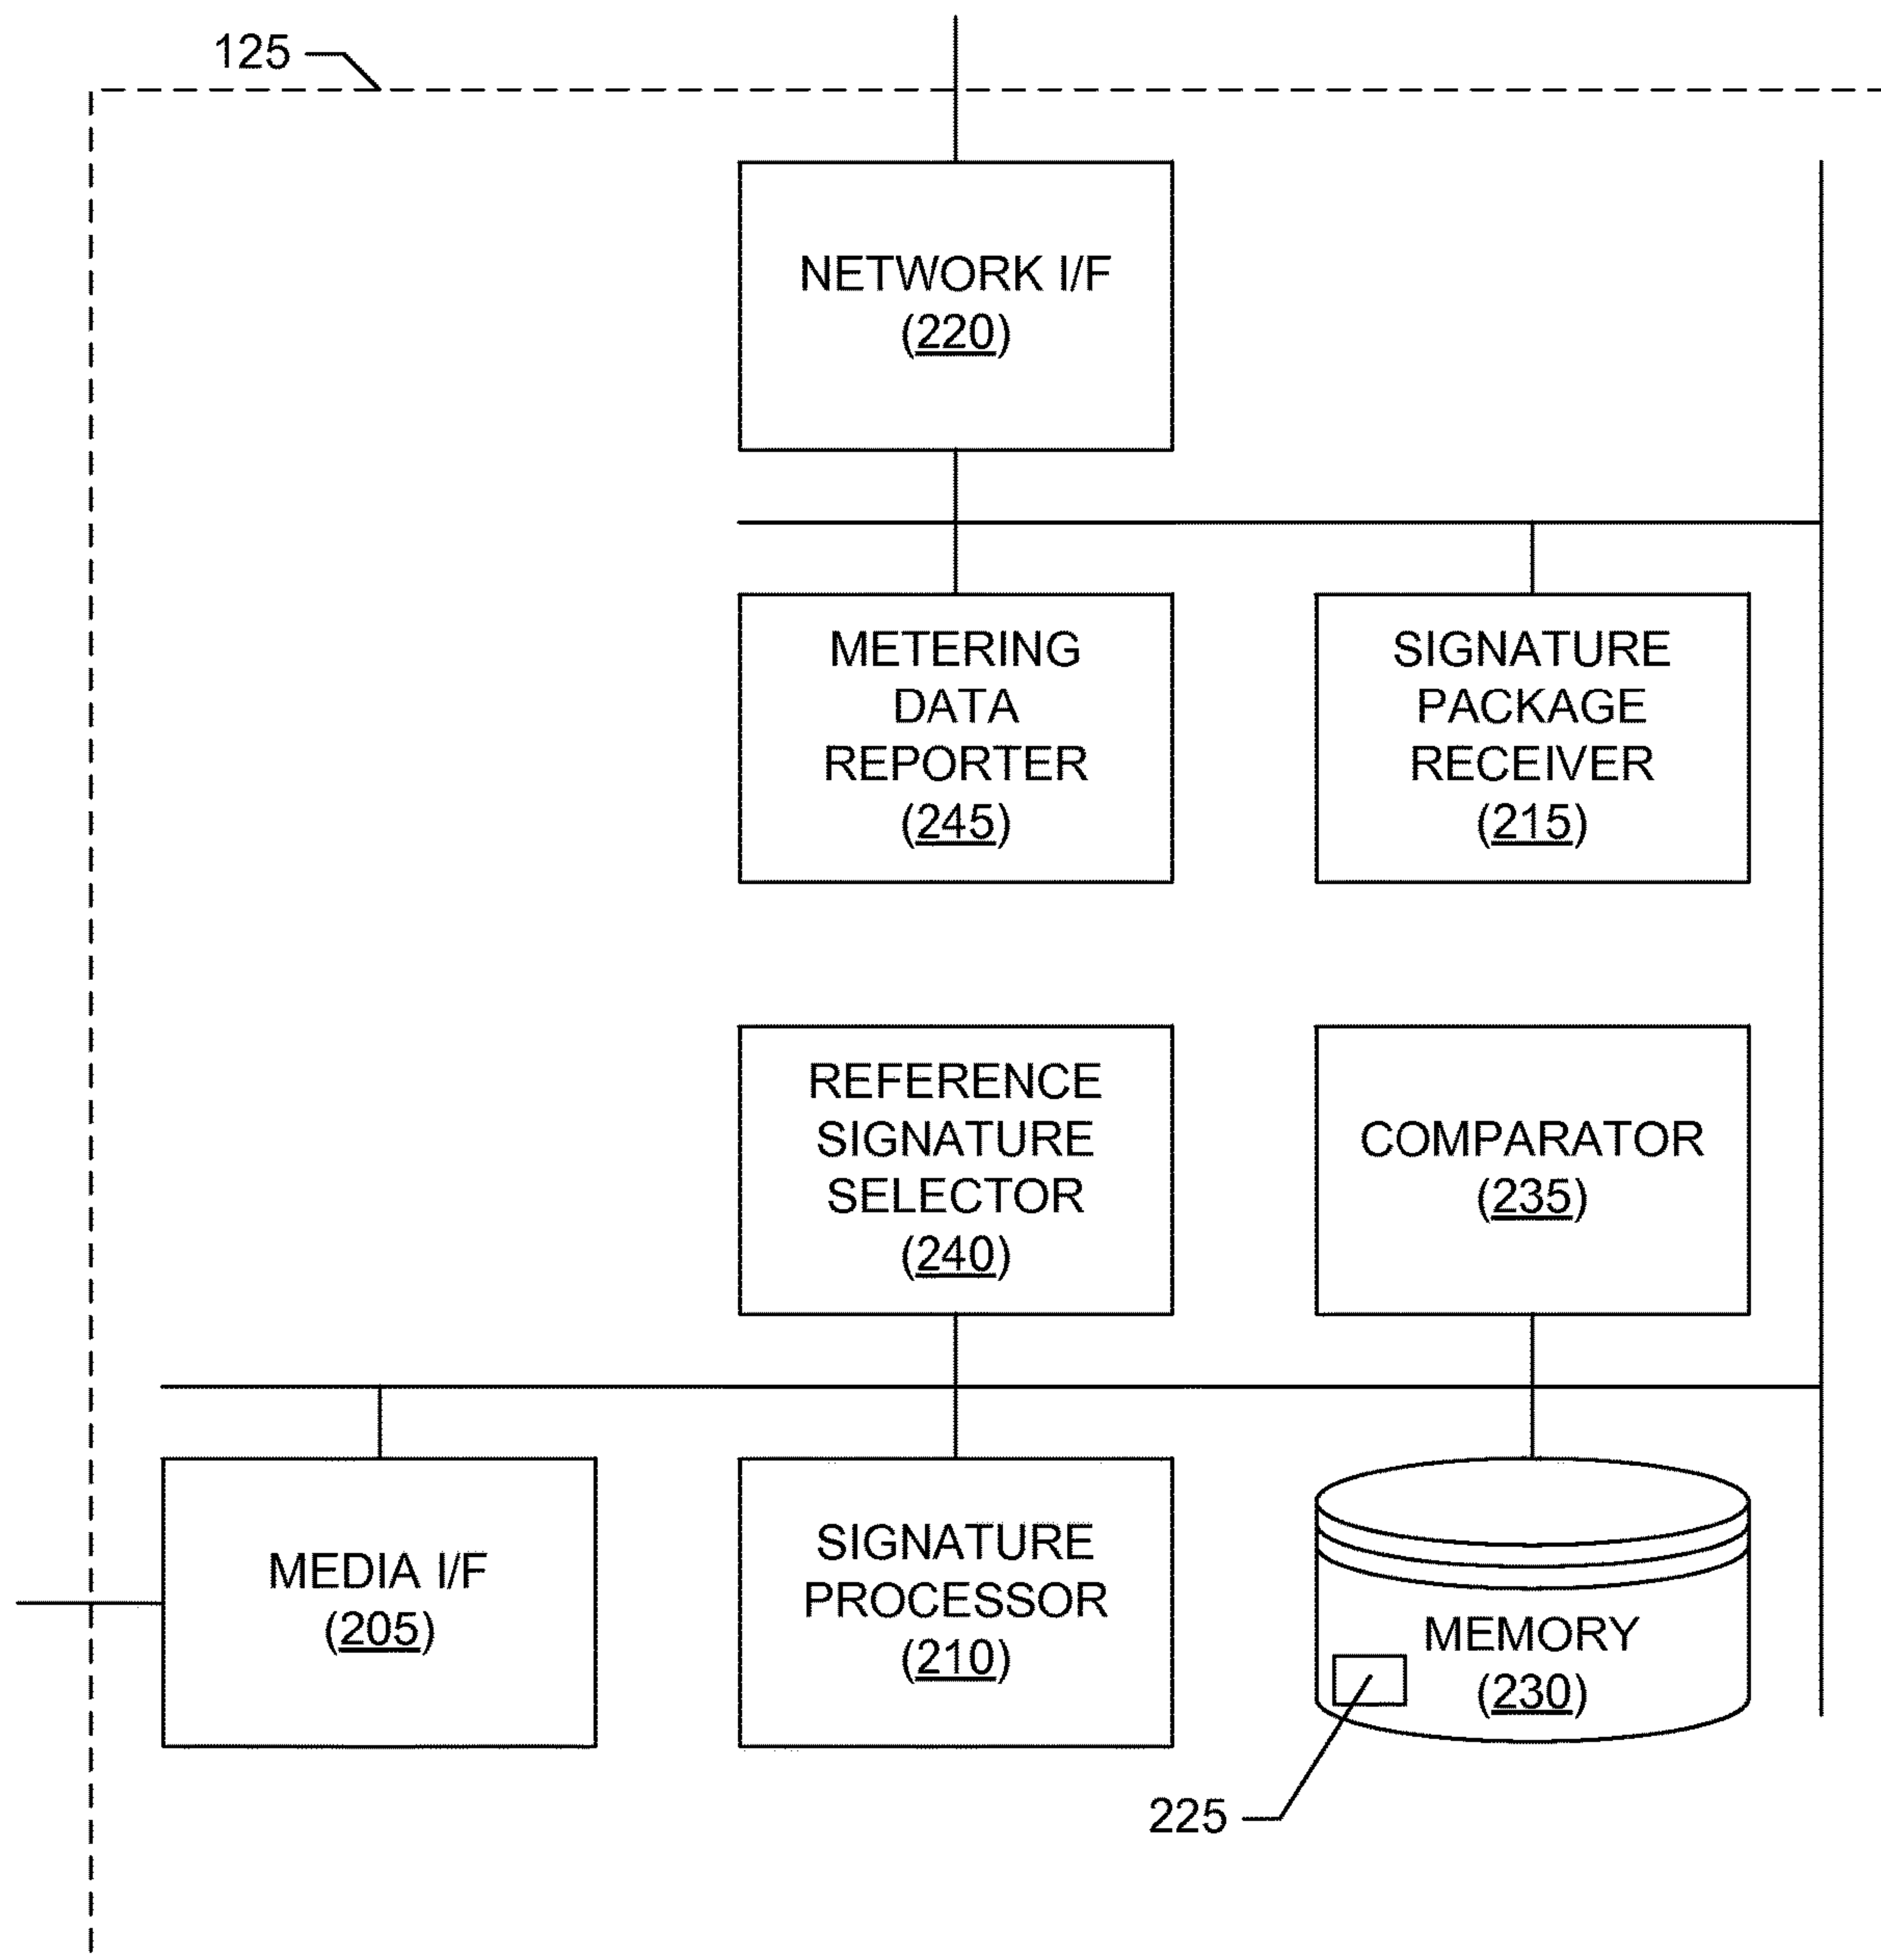 125
NETWORK I/F
(220)
METERING
DATA
REPORTER
(245)
SIGNATURE
PACKAGE
RECEIVER
(215)
REFERENCE
SIGNATURE
SELECTOR
(240)
COMPARATOR
(235)
MEDIA I/F
(205)
SIGNATURE
PROCESSOR
(210)
MEMORY
(230)
225